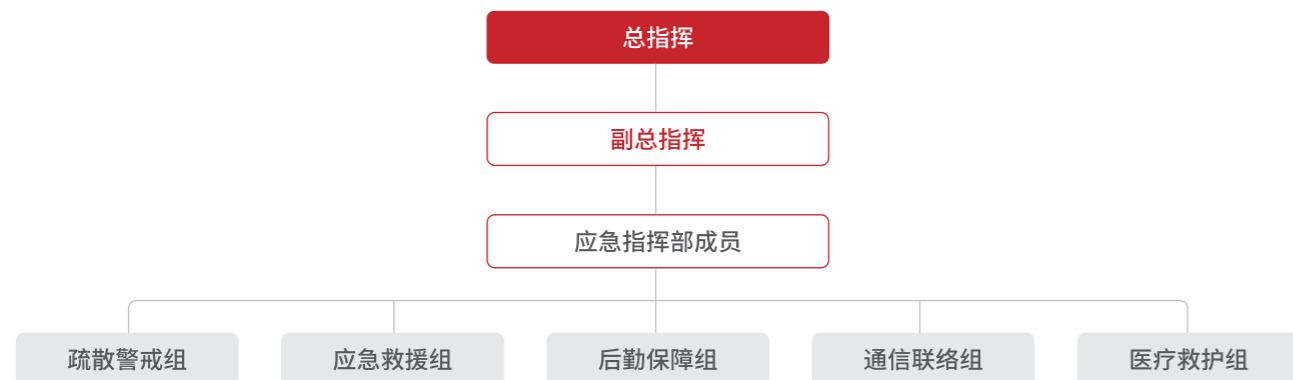 总指挥
副总指挥
应急指挥部成员
疏散警戒组
应急救援组
后勤保障组
通信联络组
医疗救护组